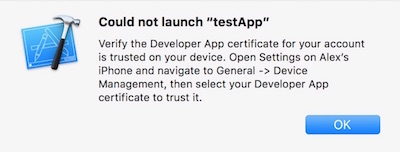 Could not launch “testApp”
Verify the Developer App certificate for your account
is trusted on your device. Open Settings on Alex’s
iPhone and navigate to General -> Device
Management, then select your Developer App
certificate to trust it.
OK